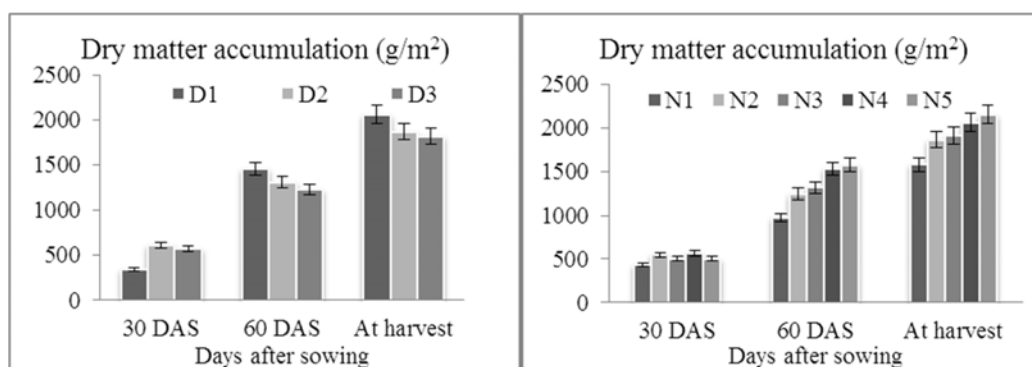 Dry matter accumulation (g/m²)
2500
D1 D2 D3
2000
1500
1000
500
0
30 DAS 60 DAS At harvest
Days after sowing
Dry matter accumulation (g/m²)
2500
N1 N2 N3 N4 N5
2000
1500
1000
500
0
30 DAS 60 DAS At harvest
Days after sowing